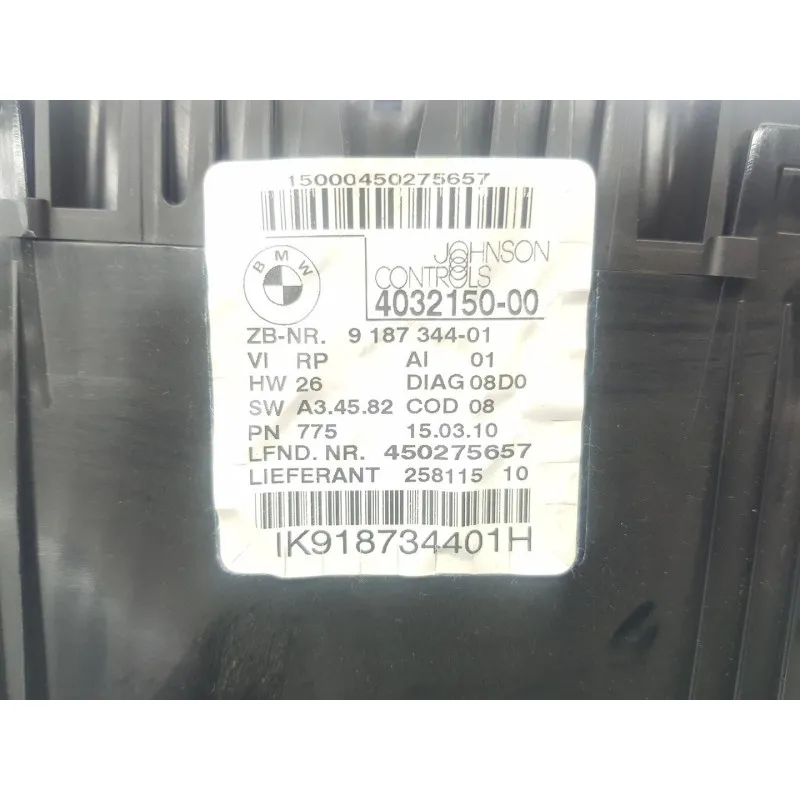 15000450275657
BMW
JOHNSON
CONTROLS
4032150-00
ZB-NR. 9 187 344-01
VI RP AI 01
HW 26 DIAG 08D0
SW A3.45.82 COD 08
PN 775 15.03.10
LFND. NR. 450275657
LIEFERANT 258115 10
IK918734401H